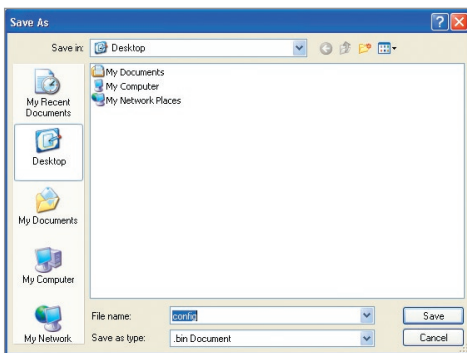 Save As
Save in:
Desktop
My Recent
Documents
Desktop
My Documents
My Computer
My Network
My Documents
My Computer
My Network Places
File name:
config
Save
Save as type:
.bin Document
Cancel